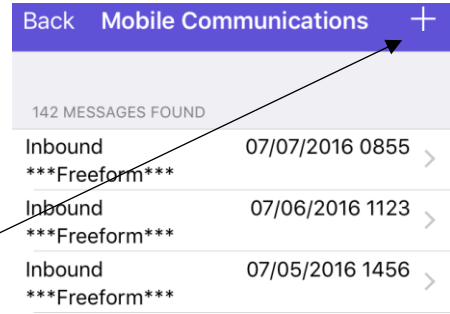 Back Mobile Communications +
142 MESSAGES FOUND
Inbound 07/07/2016 0855 >
***Freeform***
Inbound 07/06/2016 1123 >
***Freeform***
Inbound 07/05/2016 1456 >
***Freeform***